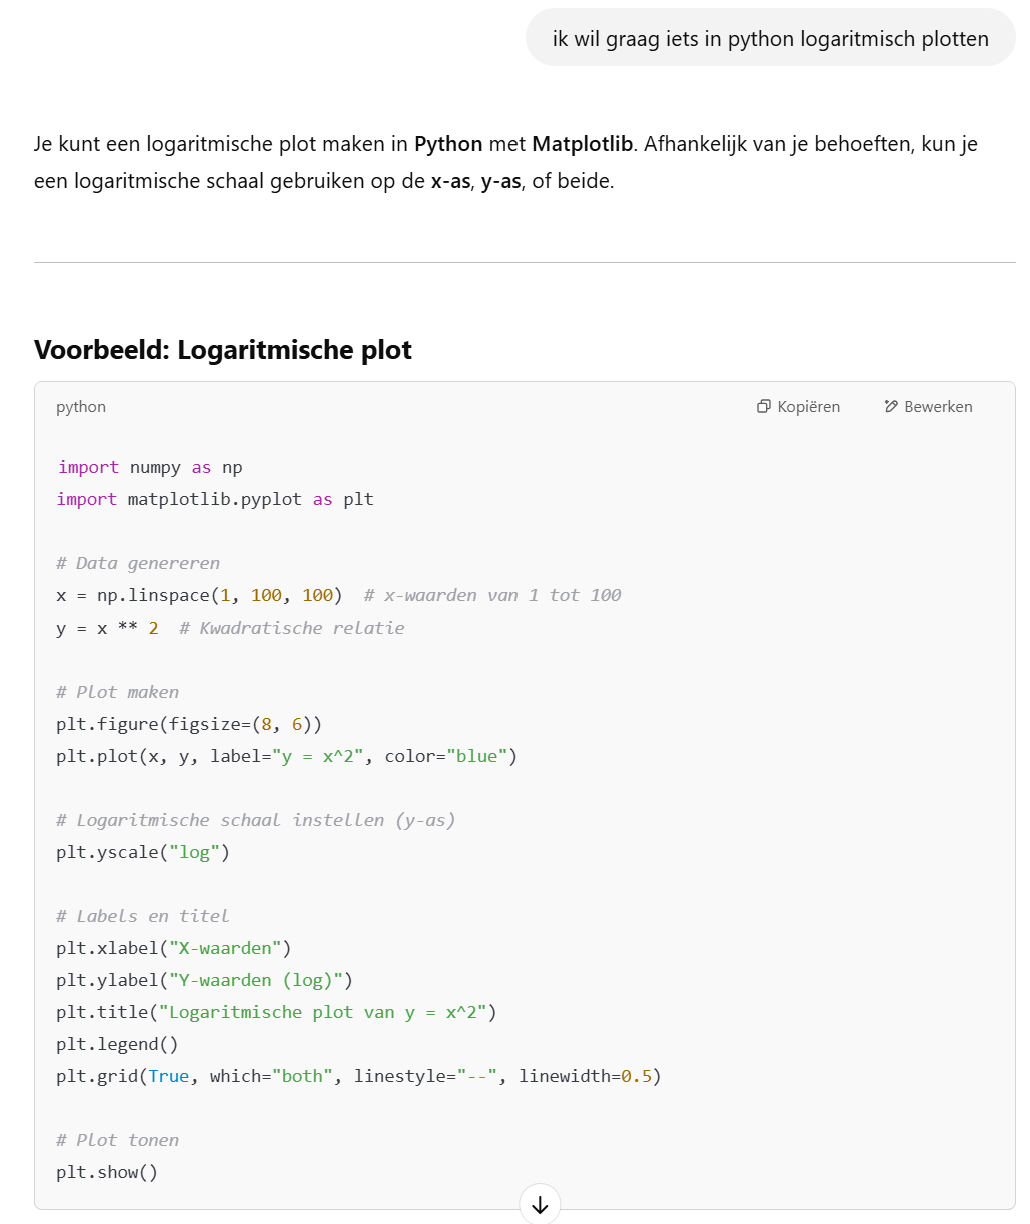 ik wil graag iets in python logaritmisch plotten
Je kunt een logaritmische plot maken in Python met Matplotlib. Afhankelijk van je behoeften, kun je
een logaritmische schaal gebruiken op de x-as, y-as, of beide.
Voorbeeld: Logaritmische plot
python Kopiëren Bewerken
import numpy as np
import matplotlib.pyplot as plt
# Data genereren
x = np.linspace(1, 100, 100)  # x-waarden van 1 tot 100
y = x ** 2  # Kwadratische relatie
# Plot maken
plt.figure(figsize=(8, 6))
plt.plot(x, y, label="y = x^2", color="blue")
# Logaritmische schaal instellen (y-as)
plt.yscale("log")
# Labels en titel
plt.xlabel("X-waarden")
plt.ylabel("Y-waarden (log)")
plt.title("Logaritmische plot van y = x^2")
plt.legend()
plt.grid(True, which="both", linestyle="--", linewidth=0.5)
# Plot tonen
plt.show()